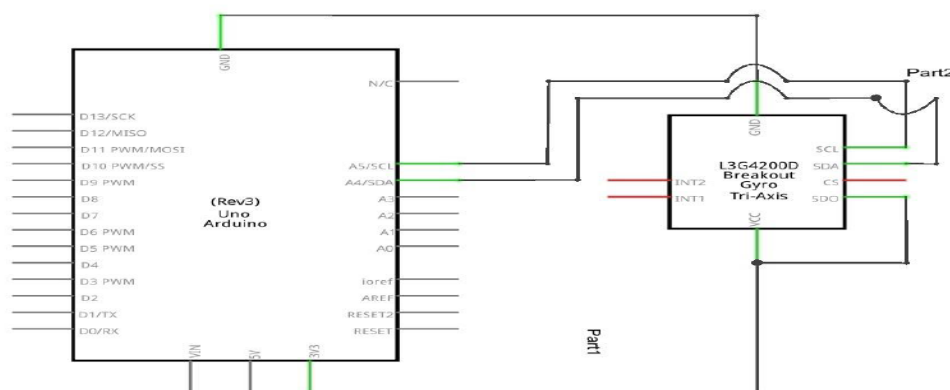 GND
N/C
Part2
D13/SCK
D12/MISO
D11 PWM/MOSI
D10 PWM/SS
D9 PWM
D8
D7
D6 PWM
D5 PWM
D4
D3 PWM
D2
D1/TX
D0/RX
(Rev3)
Uno
Arduino
A5/SCL
A4/SDA
A3
A2
A1
A0
ioref
AREF
RESET2
RESET
VIN
5V
3V3
GND
SCL
SDA
CS
SDO
L3G4200D
Breakout
Gyro
Tri-Axis
INT2
INT1
VCC
Part1